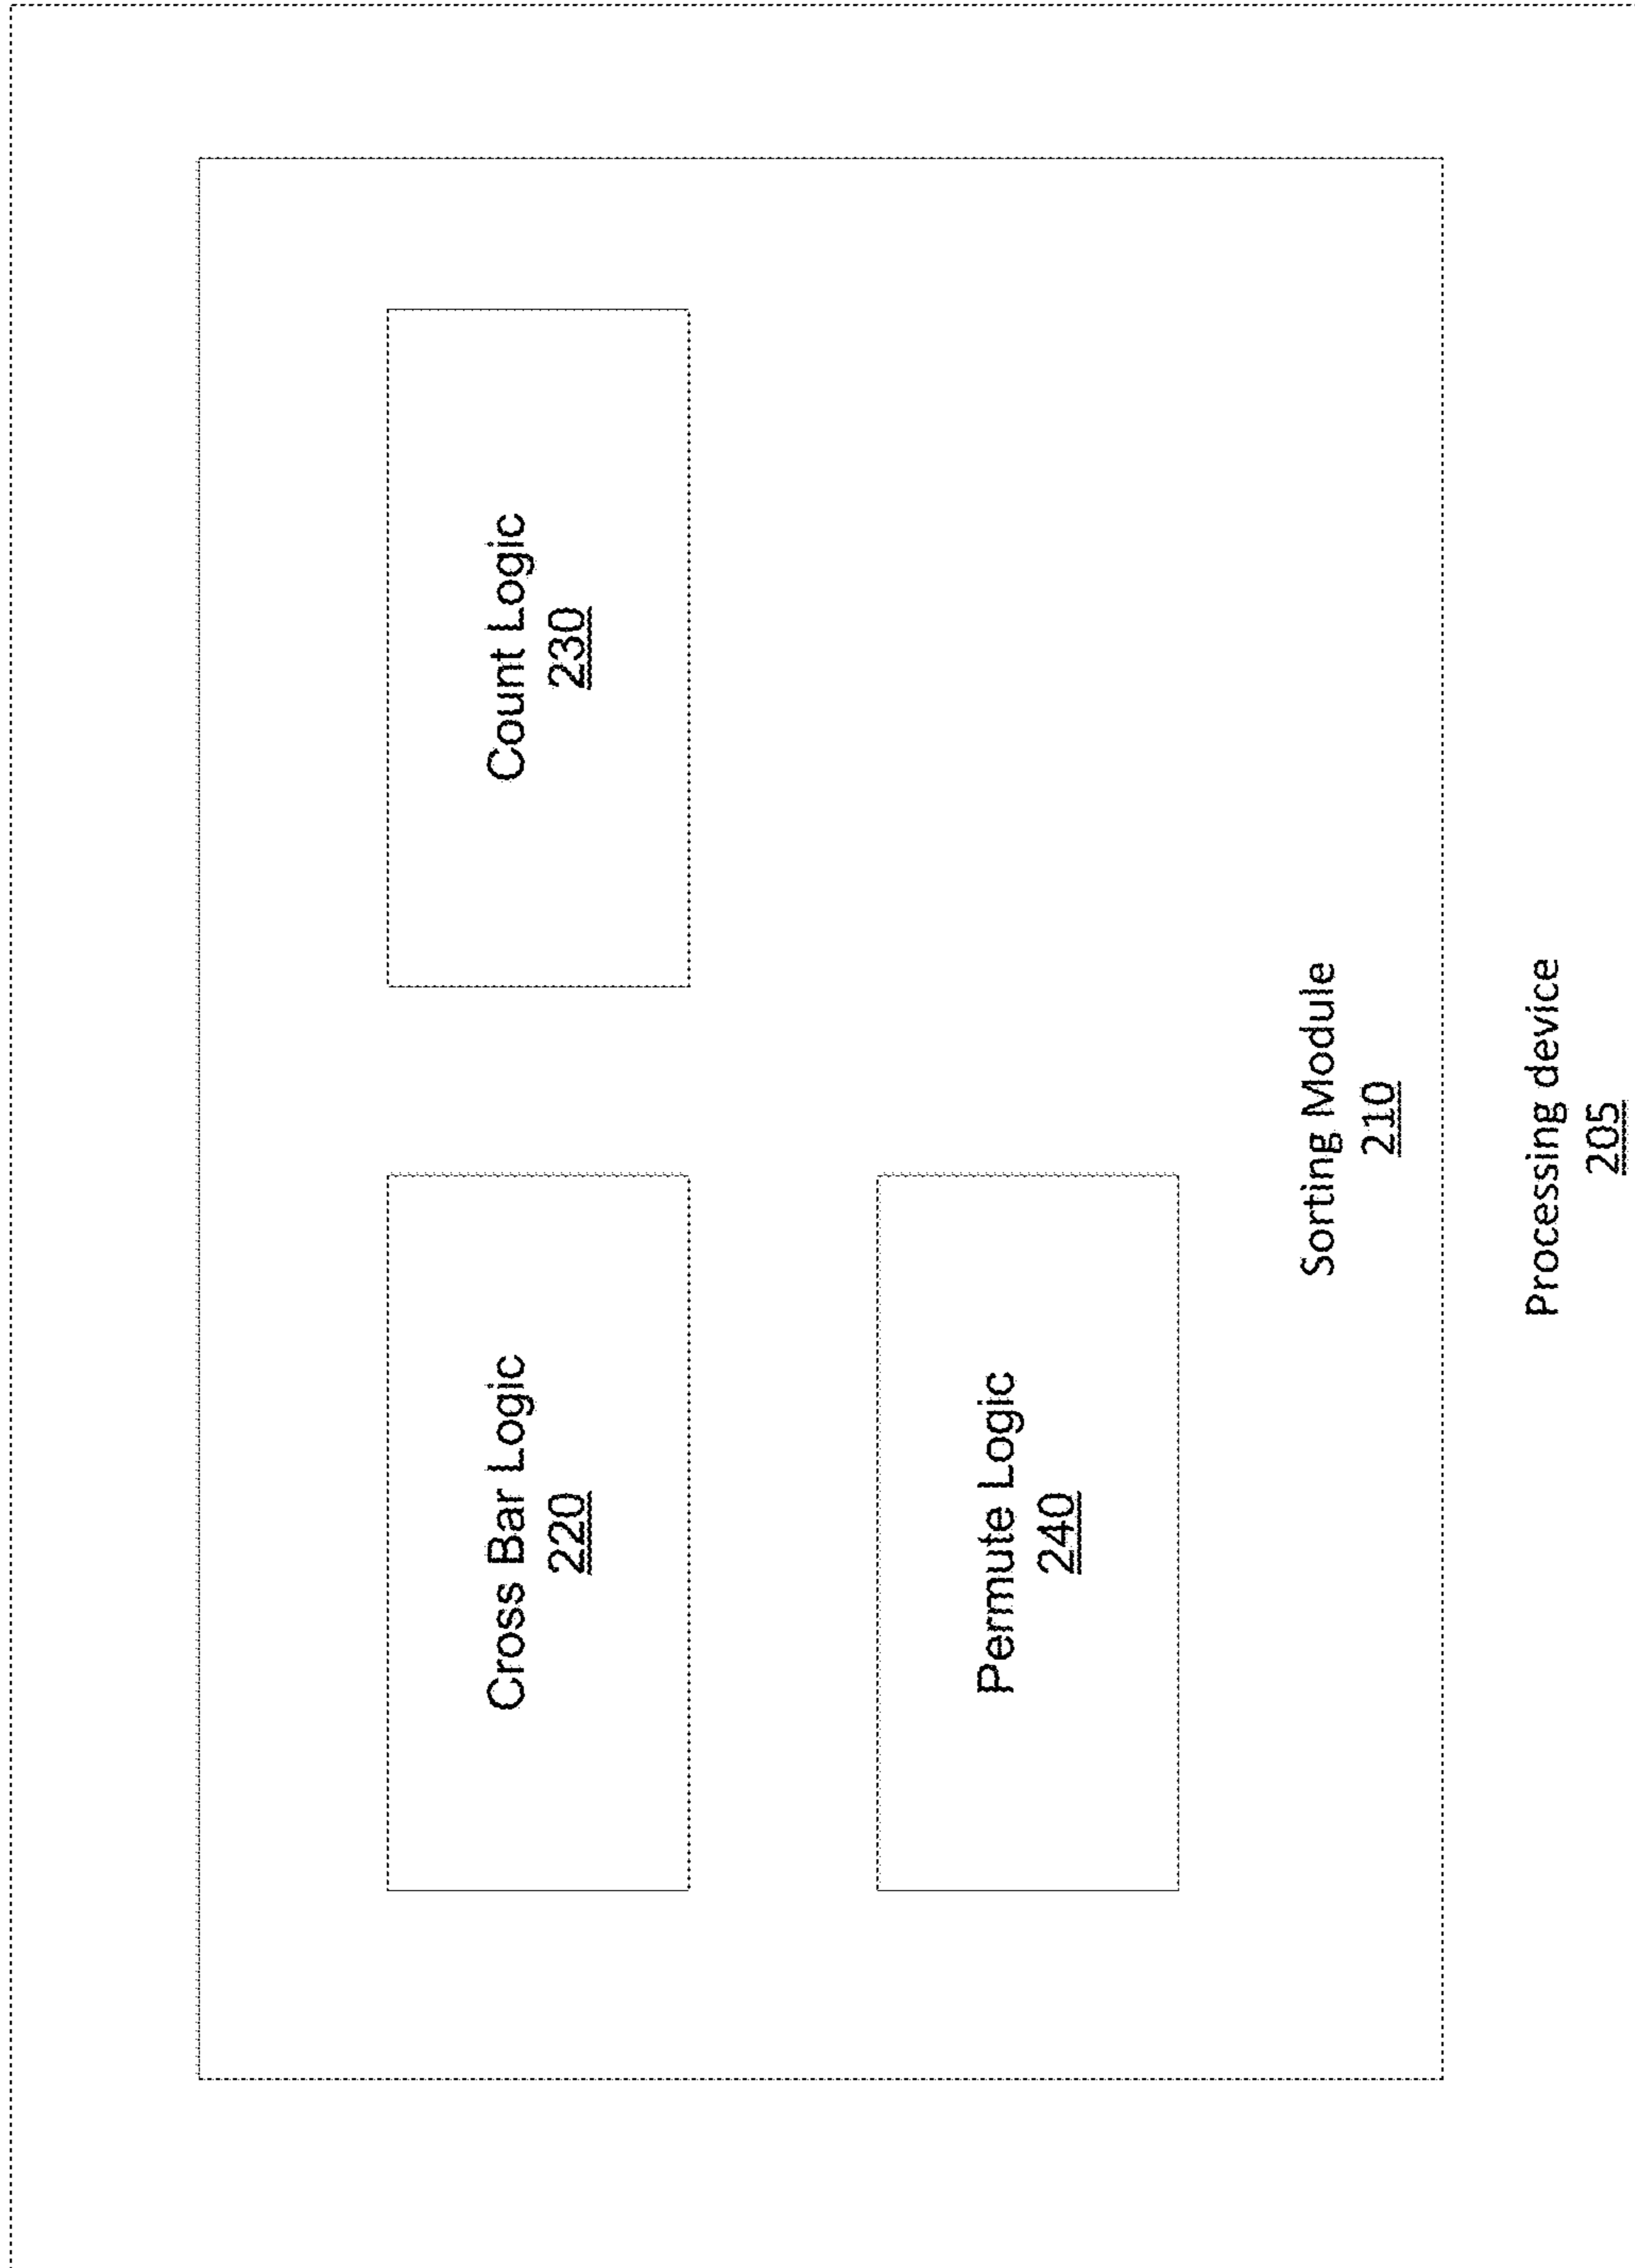 Cross Bar Logic
220
Count Logic
230
Permute Logic
240
Sorting Module
210
Processing device
205